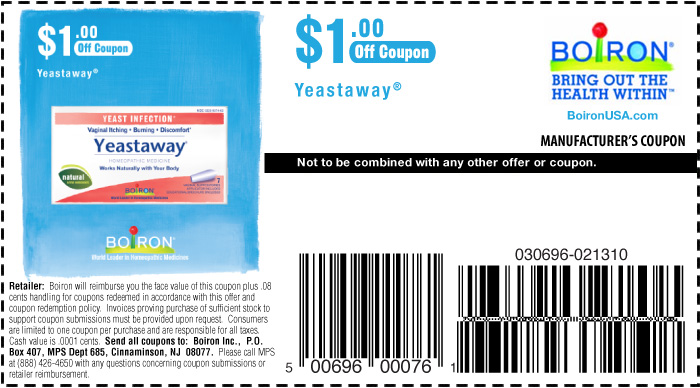 $1.00
Off Coupon
Yeastaway®
YEAST INFECTION*
Vaginal Itching • Burning • Discomfort*
Yeastaway®
HOMEOPATHIC MEDICINE
Works Naturally with Your Body
natural
BOIRON
7
BOIRON®
World Leader in Homeopathic Medicines
$1.00
Off Coupon
Yeastaway®
BOIRON®
BRING OUT THE
HEALTH WITHIN™
BoironUSA.com
MANUFACTURER'S COUPON
Not to be combined with any other offer or coupon.
Retailer: Boiron will reimburse you the face value of this coupon plus .08
cents handling for coupons redeemed in accordance with this offer and
coupon redemption policy. Invoices proving purchase of sufficient stock to
support coupon submissions must be provided upon request. Consumers
are limited to one coupon per purchase and are responsible for all taxes.
Cash value is .0001 cents. Send all coupons to: Boiron Inc., P.O.
Box 407, MPS Dept 685, Cinnaminson, NJ 08077. Please call MPS
at (888) 426-4650 with any questions concerning coupon submissions or
retailer reimbursement.
030696-021310
5 00696 00076 1